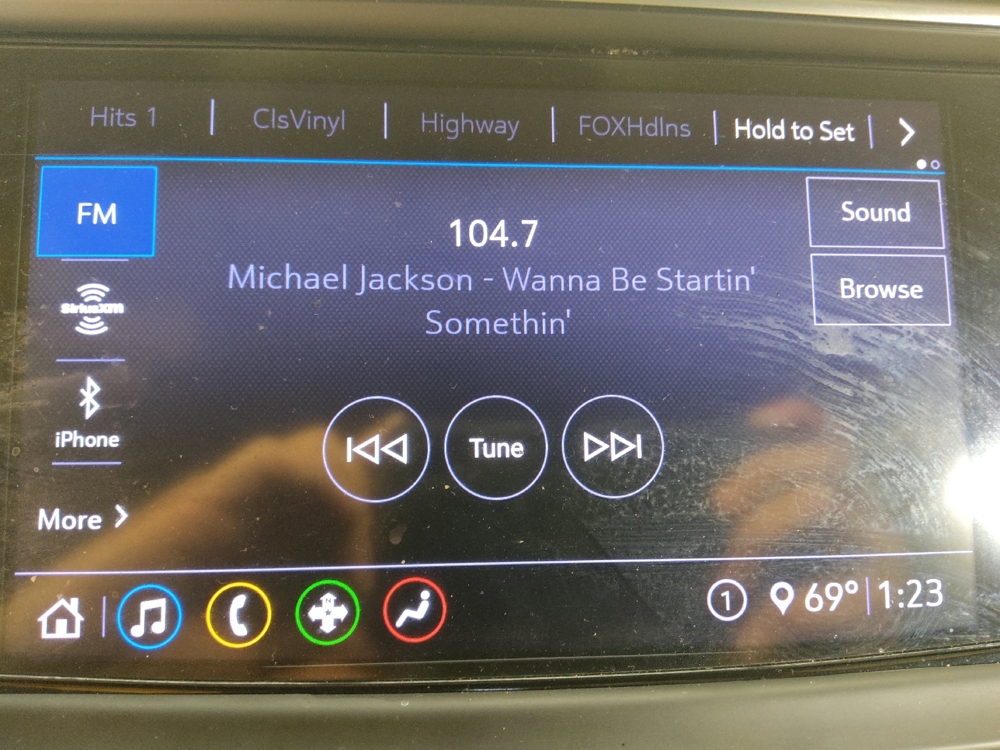 Hits 1 | ClsVinyl | Highway | FOXHdlns | Hold to Set |
FM
104.7
Sound
Michael Jackson - Wanna Be Startin'
Somethin'
Browse
SiriusXM
iPhone
Tune
More
1 69° 1:23